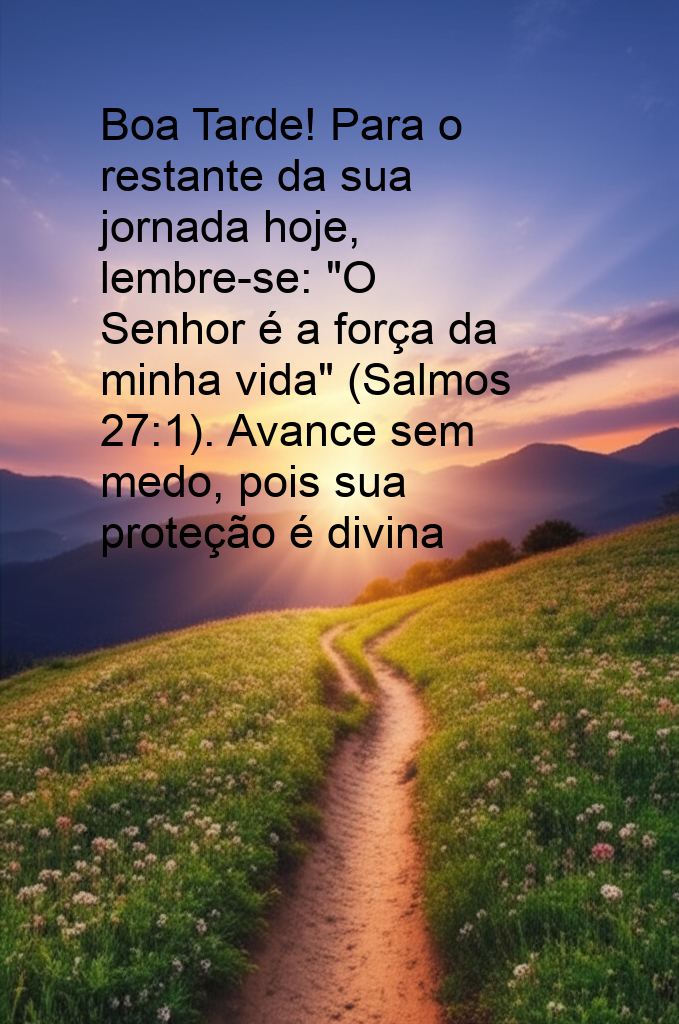 Boa Tarde! Para o
restante da sua
jornada hoje,
lembre-se: "O
Senhor é a força da
minha vida" (Salmos
27:1). Avance sem
medo, pois sua
proteção é divina